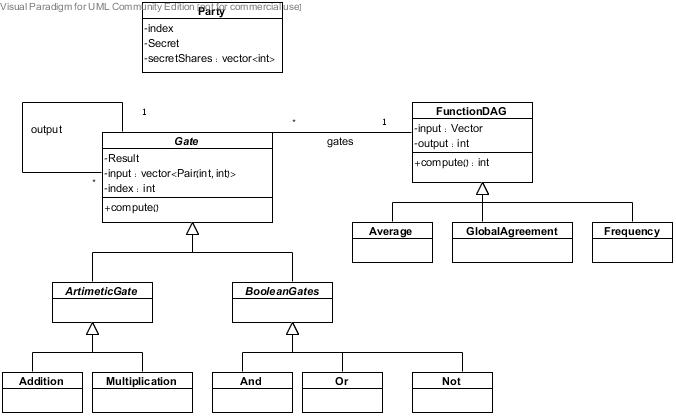 Visual Paradigm for UML Community Edition [not for commercial use]
Party
-index
-Secret
-secretShares : vector<int>
output
1
*
Gate
-Result
-input : vector<Pair(int, int)>
-index : int
+compute()
*
1
gates
FunctionDAG
-input : Vector
-output : int
+compute() : int
Average
GlobalAgreement
Frequency
ArtimeticGate
BooleanGates
Addition
Multiplication
And
Or
Not